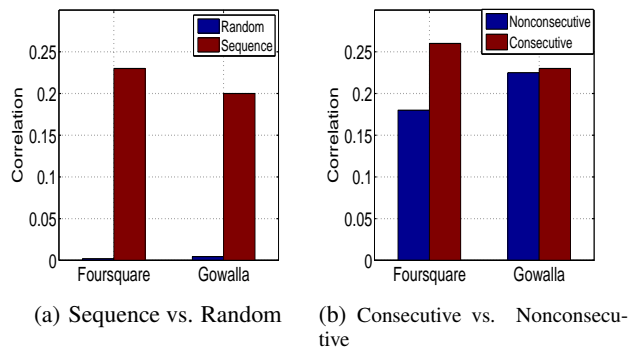 Random
Sequence
0.25
0.2
0.15
0.1
0.05
0
Correlation
Foursquare Gowalla
(a) Sequence vs. Random
Nonconsecutive
Consecutive
0.25
0.2
0.15
0.1
0.05
0
Correlation
Foursquare Gowalla
(b) Consecutive vs. Nonconsecu-
tive